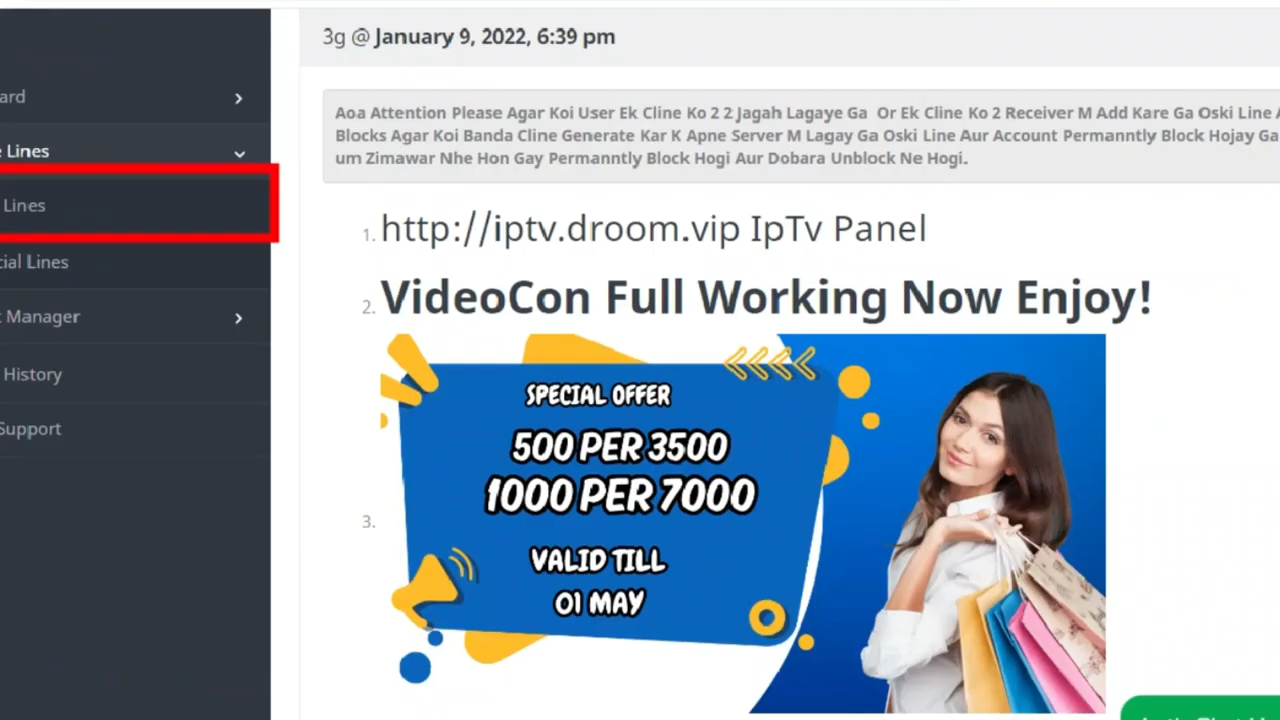 3g @ January 9, 2022, 6:39 pm
Aoa Attention Please Agar Koi User Ek Cline Ko 2 2 Jagah Lagaye Ga Or Ek Cline Ko 2 Receiver M Add Kare Ga Oski Line A
Blocks Agar Koi Banda Cline Generate Kar K Apne Server M Lagay Ga Oski Line Aur Account Permanntly Block Hojay Ga
um Zimawar Nhe Hon Gay Permanntly Block Hogi Aur Dobara Unblock Ne Hogi.
ard
e Lines
Lines
cial Lines
t Manager
History
Support
1. http://iptv.droom.vip IpTv Panel
2. VideoCon Full Working Now Enjoy!
3.
SPECIAL OFFER
500 PER 3500
1000 PER 7000
VALID TILL
01 MAY